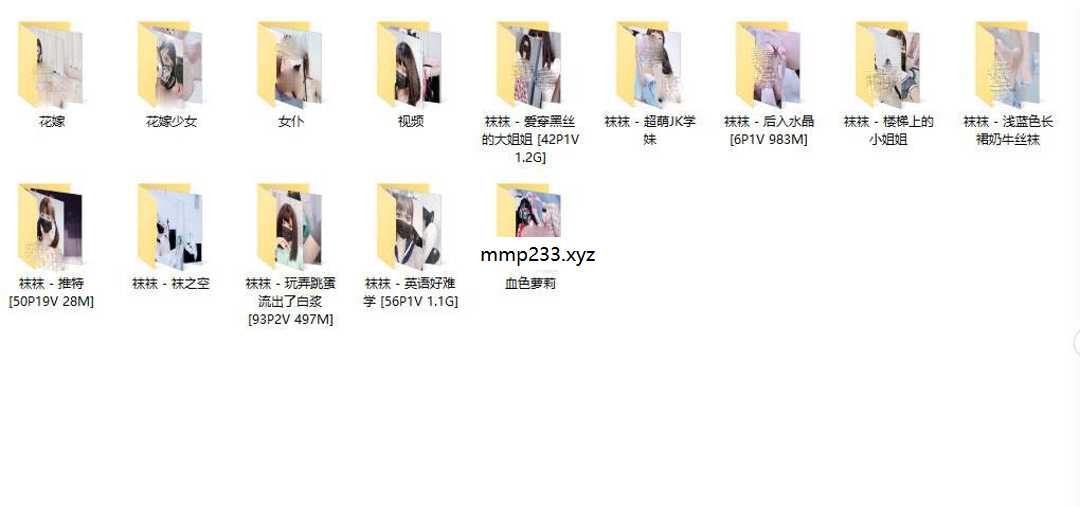 花嫁
花嫁少女
女仆
视频
袜袜 - 爱穿黑丝
的大姐姐 [42P1V
1.2G]
袜袜 - 超萌JK学
妹
袜袜 - 后入水晶
[6P1V 983M]
袜袜 - 楼梯上的
小姐姐
袜袜 - 浅蓝色长
裙奶牛丝袜
袜袜 - 推特
[50P19V 28M]
袜袜 - 袜之空
袜袜 - 玩弄跳蛋
流出了白浆
[93P2V 497M]
袜袜 - 英语好难
学 [56P1V 1.1G]
mmp233.xyz
血色萝莉